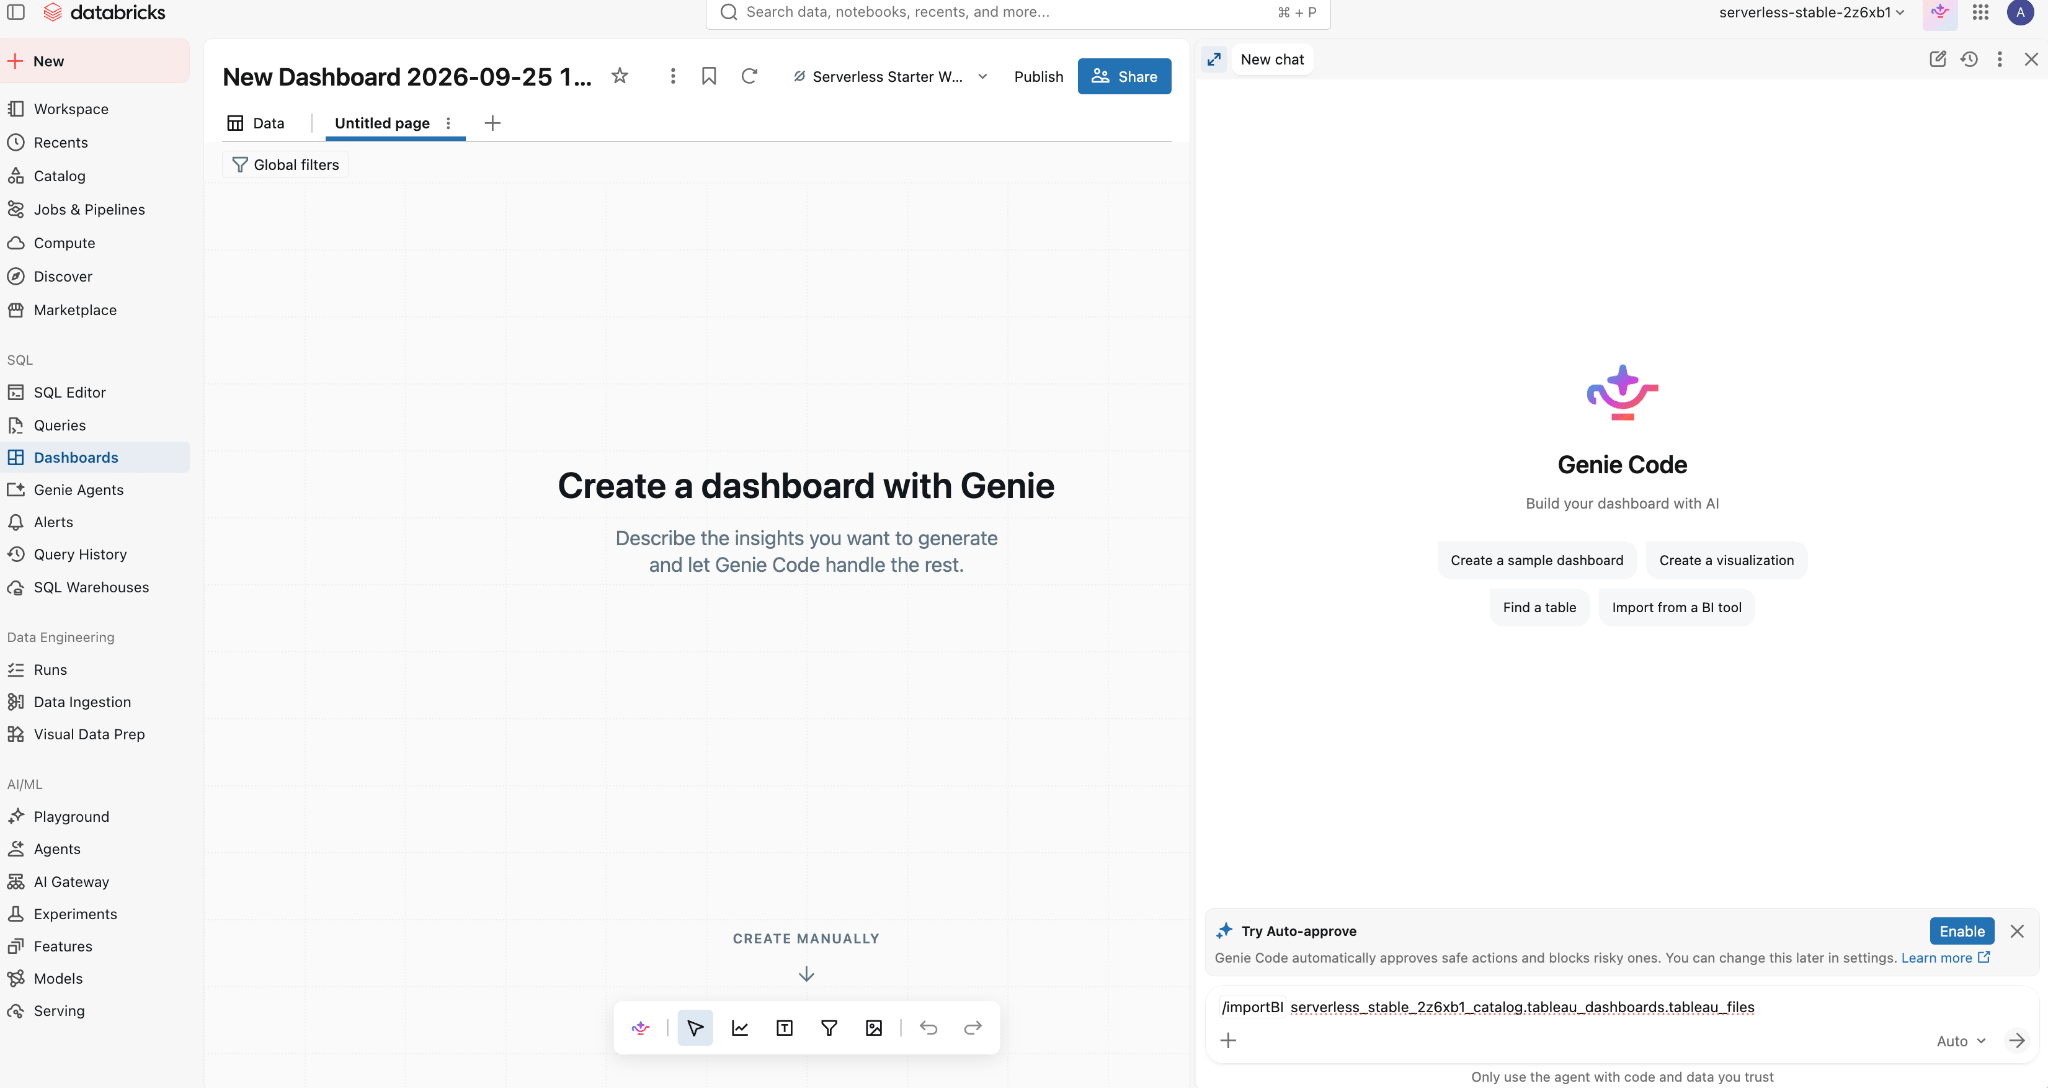 databricks
Search data, notebooks, recents, and more...
⌘ + P
serverless-stable-2z6xb1
A
New
Workspace
Recents
Catalog
Jobs & Pipelines
Compute
Discover
Marketplace
SQL
SQL Editor
Queries
Dashboards
Genie Agents
Alerts
Query History
SQL Warehouses
Data Engineering
Runs
Data Ingestion
Visual Data Prep
AI/ML
Playground
Agents
AI Gateway
Experiments
Features
Models
Serving
New Dashboard 2026-09-25 1...
Serverless Starter W...
Publish
Share
Data
Untitled page
Global filters
Create a dashboard with Genie
Describe the insights you want to generate
and let Genie Code handle the rest.
CREATE MANUALLY
New chat
Genie Code
Build your dashboard with AI
Create a sample dashboard
Create a visualization
Find a table
Import from a BI tool
Try Auto-approve
Enable
Genie Code automatically approves safe actions and blocks risky ones. You can change this later in settings. Learn more
/importBI serverless_stable_2z6xb1_catalog.tableau_dashboards.tableau_files
Auto
Only use the agent with code and data you trust